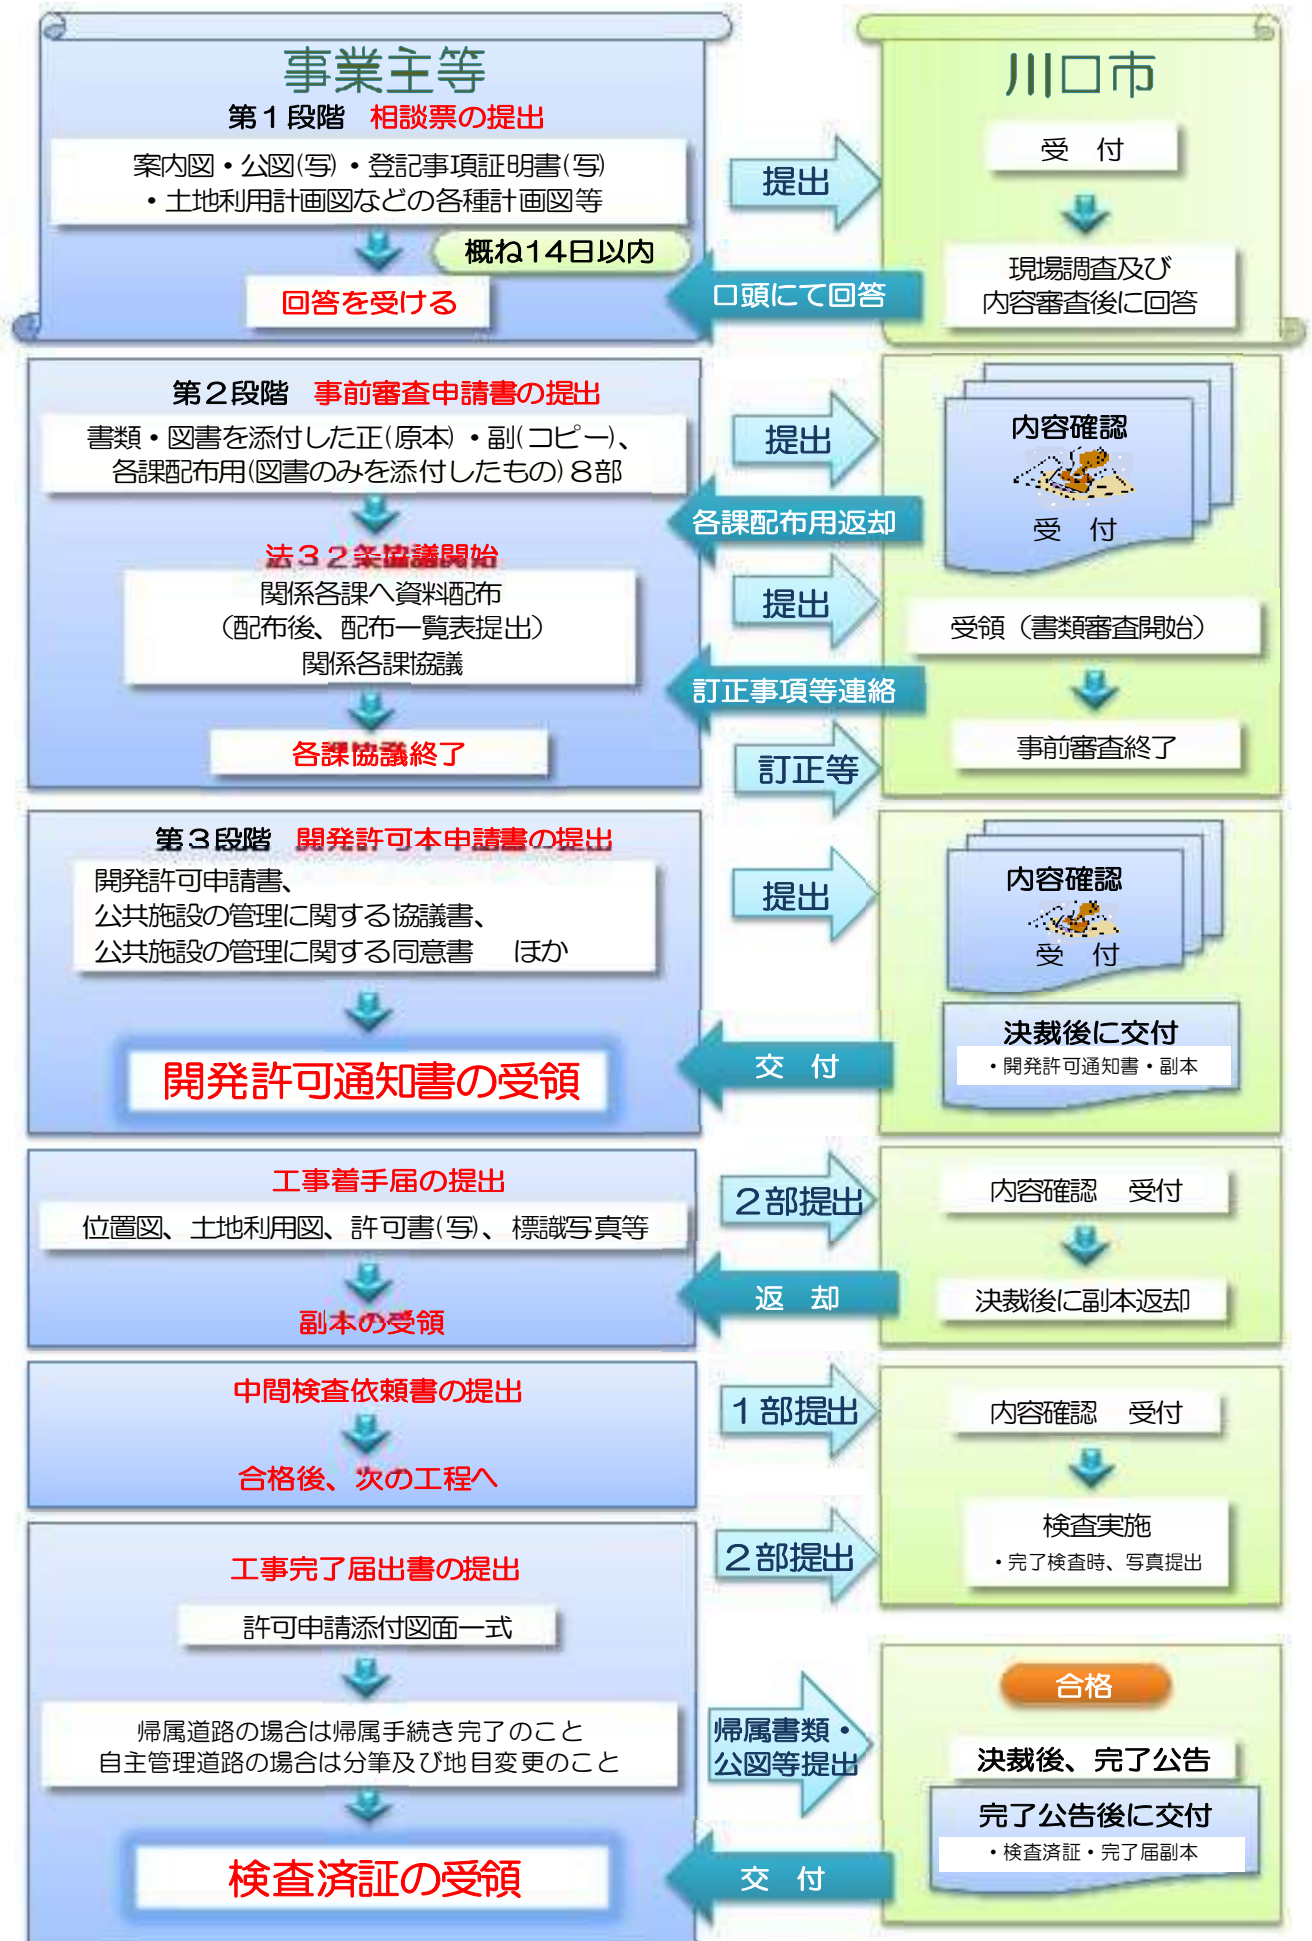 事業主等
第1段階 相談票の提出
案内図・公図(写)・登記事項証明書(写)
・土地利用計画図などの各種計画図等
概ね14日以内
回答を受ける
提出
口頭にて回答
川口市
受 付
現場調査及び
内容審査後に回答
第2段階 事前審査申請書の提出
書類・図書を添付した正(原本)・副(コピー)、
各課配布用(図書のみを添付したもの)8部
法32条協議開始
関係各課へ資料配布
（配布後、配布一覧表提出）
関係各課協議
各課協議終了
提出
各課配布用返却
提出
訂正事項等連絡
訂正等
内容確認
受 付
受領（書類審査開始）
事前審査終了
第3段階 開発許可本申請書の提出
開発許可申請書、
公共施設の管理に関する協議書、
公共施設の管理に関する同意書 ほか
開発許可通知書の受領
提出
交 付
内容確認
受 付
決裁後に交付
・開発許可通知書・副本
工事着手届の提出
位置図、土地利用図、許可書(写)、標識写真等
副本の受領
2部提出
返 却
内容確認 受付
決裁後に副本返却
中間検査依頼書の提出
合格後、次の工程へ
1部提出
内容確認 受付
検査実施
・完了検査時、写真提出
2部提出
工事完了届出書の提出
許可申請添付図面一式
帰属道路の場合は帰属手続き完了のこと
自主管理道路の場合は分筆及び地目変更のこと
検査済証の受領
帰属書類・
公図等提出
交 付
合格
決裁後、完了公告
完了公告後に交付
・検査済証・完了届副本